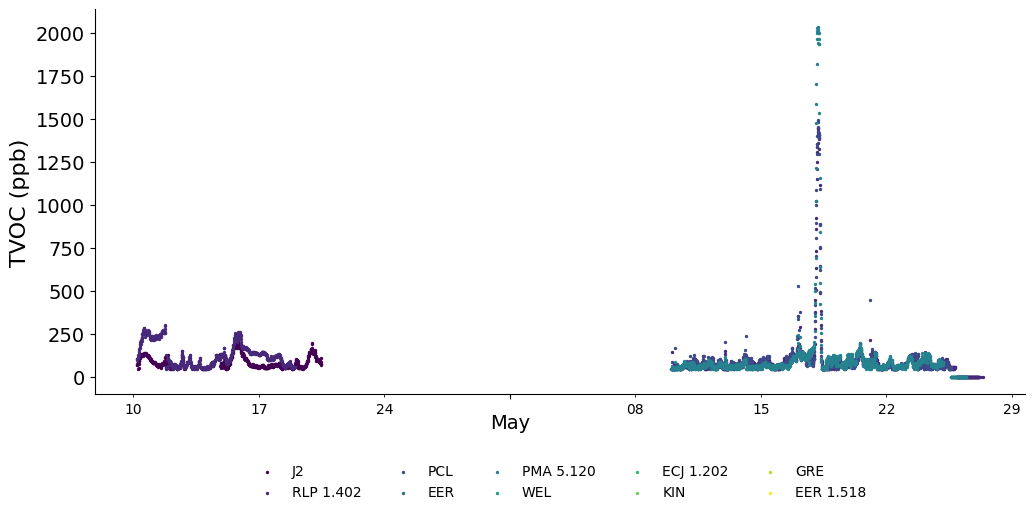 2000
1750
1500
1250
1000
750
500
250
0
TVOC (ppb)
10 17 24 08 15 22 29
May
J2 PCL PMA 5.120 ECJ 1.202 GRE
RLP 1.402 EER WEL KIN EER 1.518